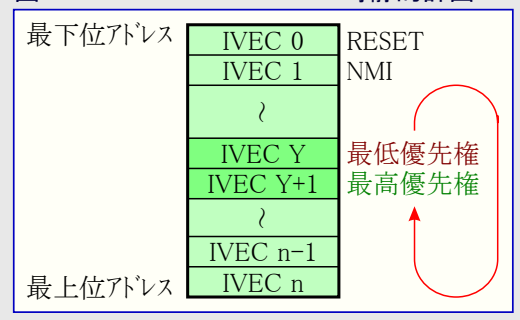 最下位アドレス IVEC 0 RESET
IVEC 1 NMI
~
IVEC Y 最低優先権
IVEC Y+1 最高優先権
~
IVEC n-1
最上位アドレス IVEC n